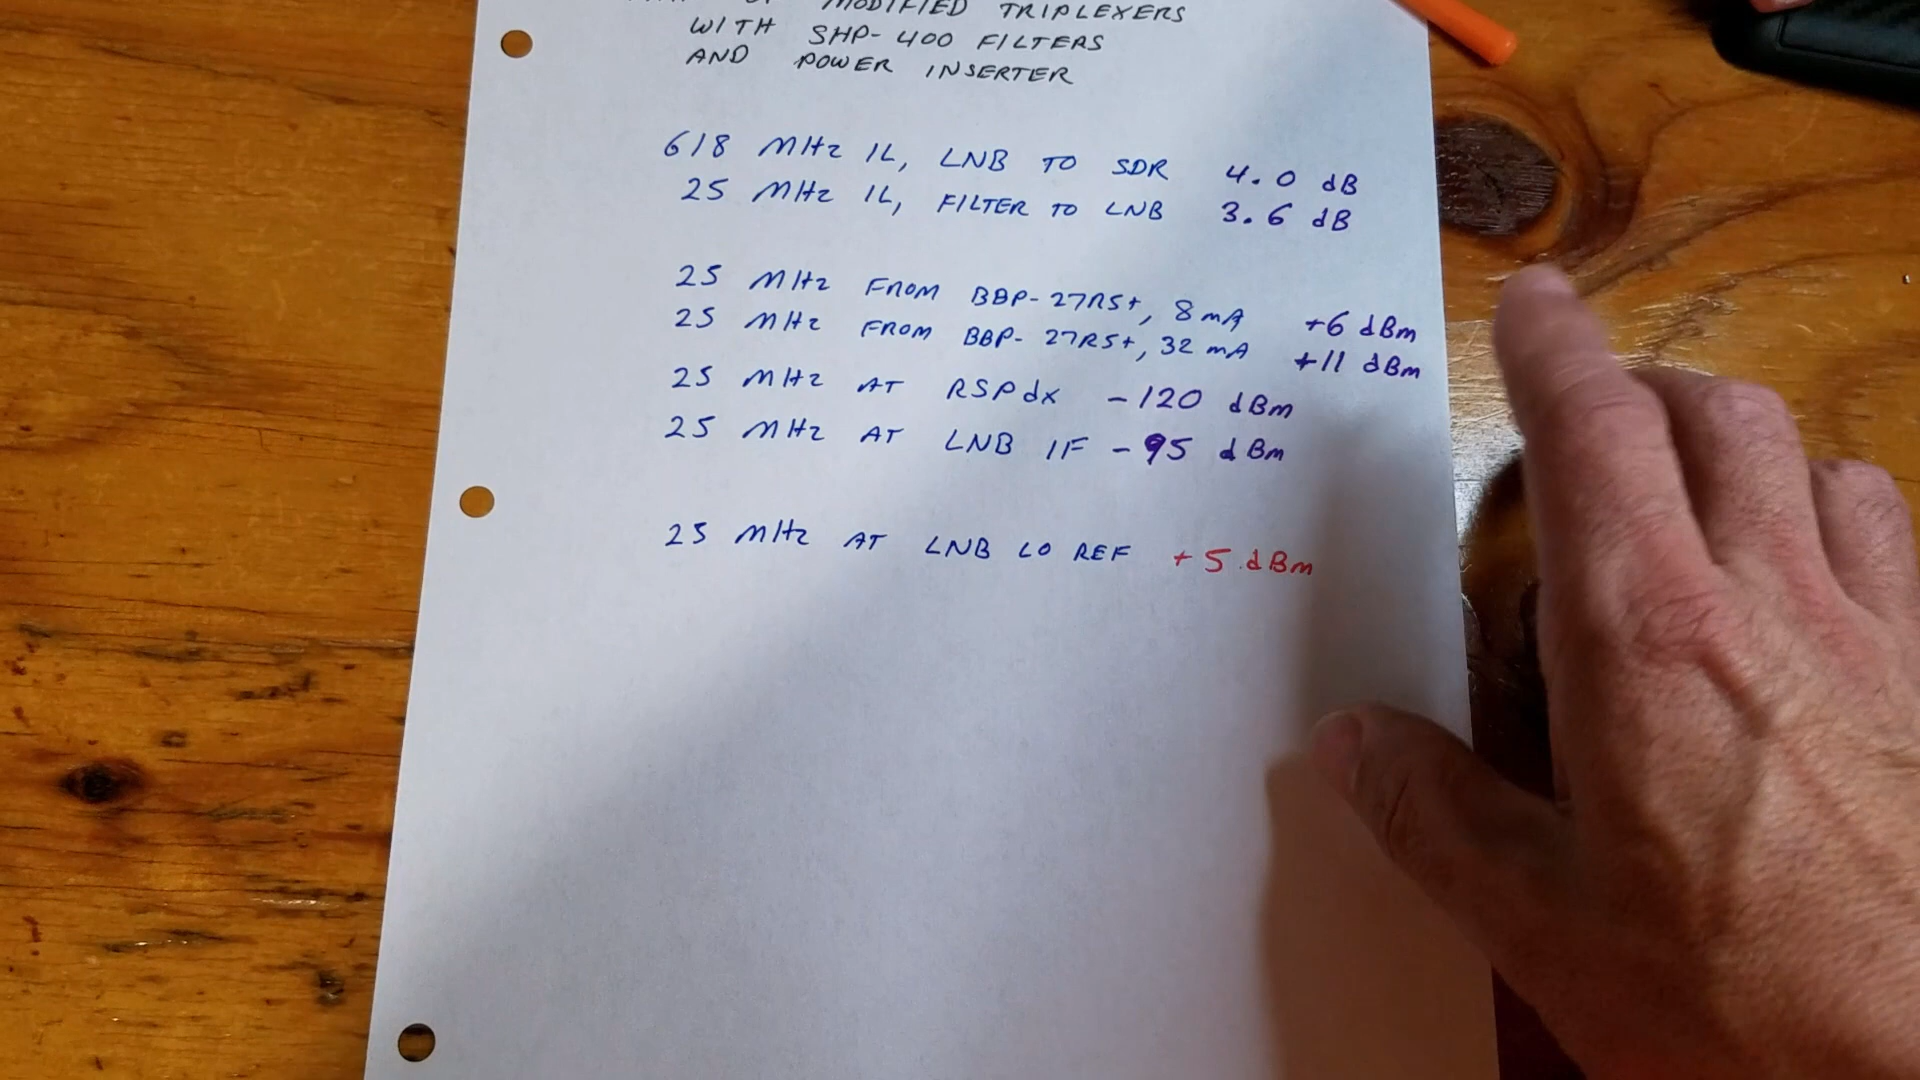 MODIFIED TRIPLEXERS
WITH SHP-400 FILTERS
AND POWER INSERTER
618 MHz IL, LNB TO SDR 4.0 dB
25 MHz IL, FILTER TO LNB 3.6 dB
25 MHz FROM BBP-27RS+, 8mA +6 dBm
25 MHz FROM BBP-27RS+, 32 mA +11 dBm
25 MHz AT RSPdx -120 dBm
25 MHz AT LNB IF -95 dBm
25 MHz AT LNB LO REF +5 dBm